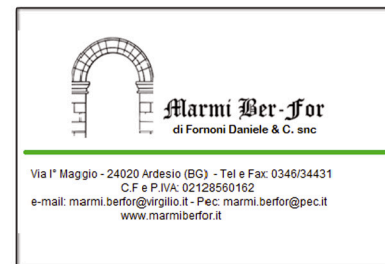 Marmi Ber-For
di Fornoni Daniele & C. snc
Via I° Maggio - 24020 Ardesio (BG) - Tel e Fax: 0346/34431
C.F e P.IVA: 02128560162
e-mail: marmi.berfor@virgilio.it - Pec: marmi.berfor@pec.it
www.marmiberfor.it